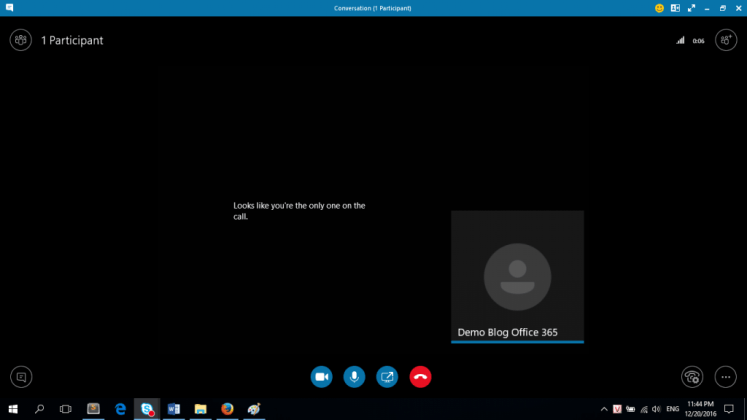 Conversation (1 Participant)
1 Participant
0:06
Looks like you're the only one on the
call.
Demo Blog Office 365
ENG
11:44 PM
12/20/2016